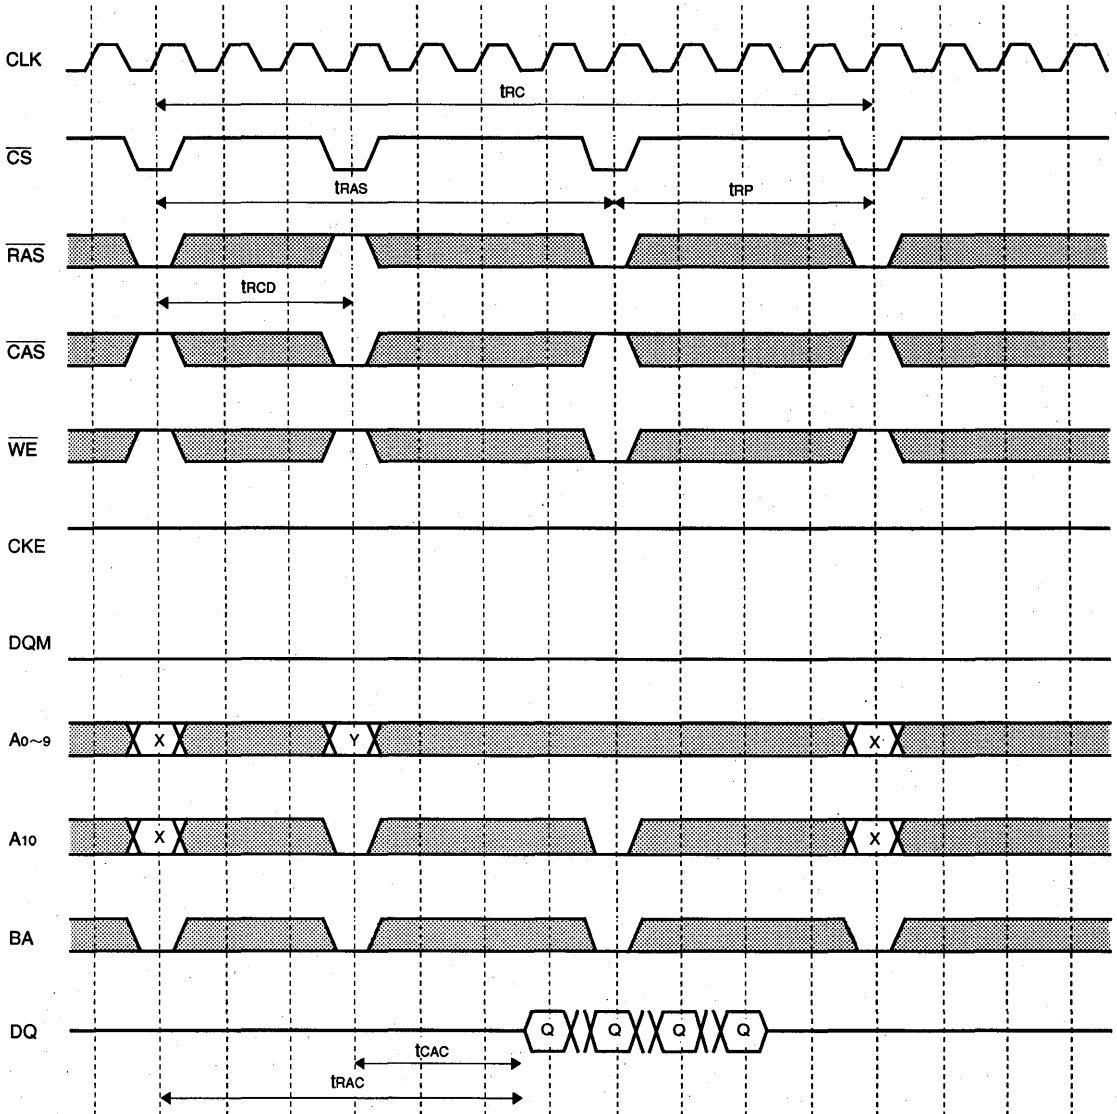 CLK
tRC
CS
tRAS
tRP
RAS
tRCD
CAS
WE
CKE
DQM
A0~9 X Y X
A10 X X
BA
DQ Q Q Q Q
tCAC
tRAC